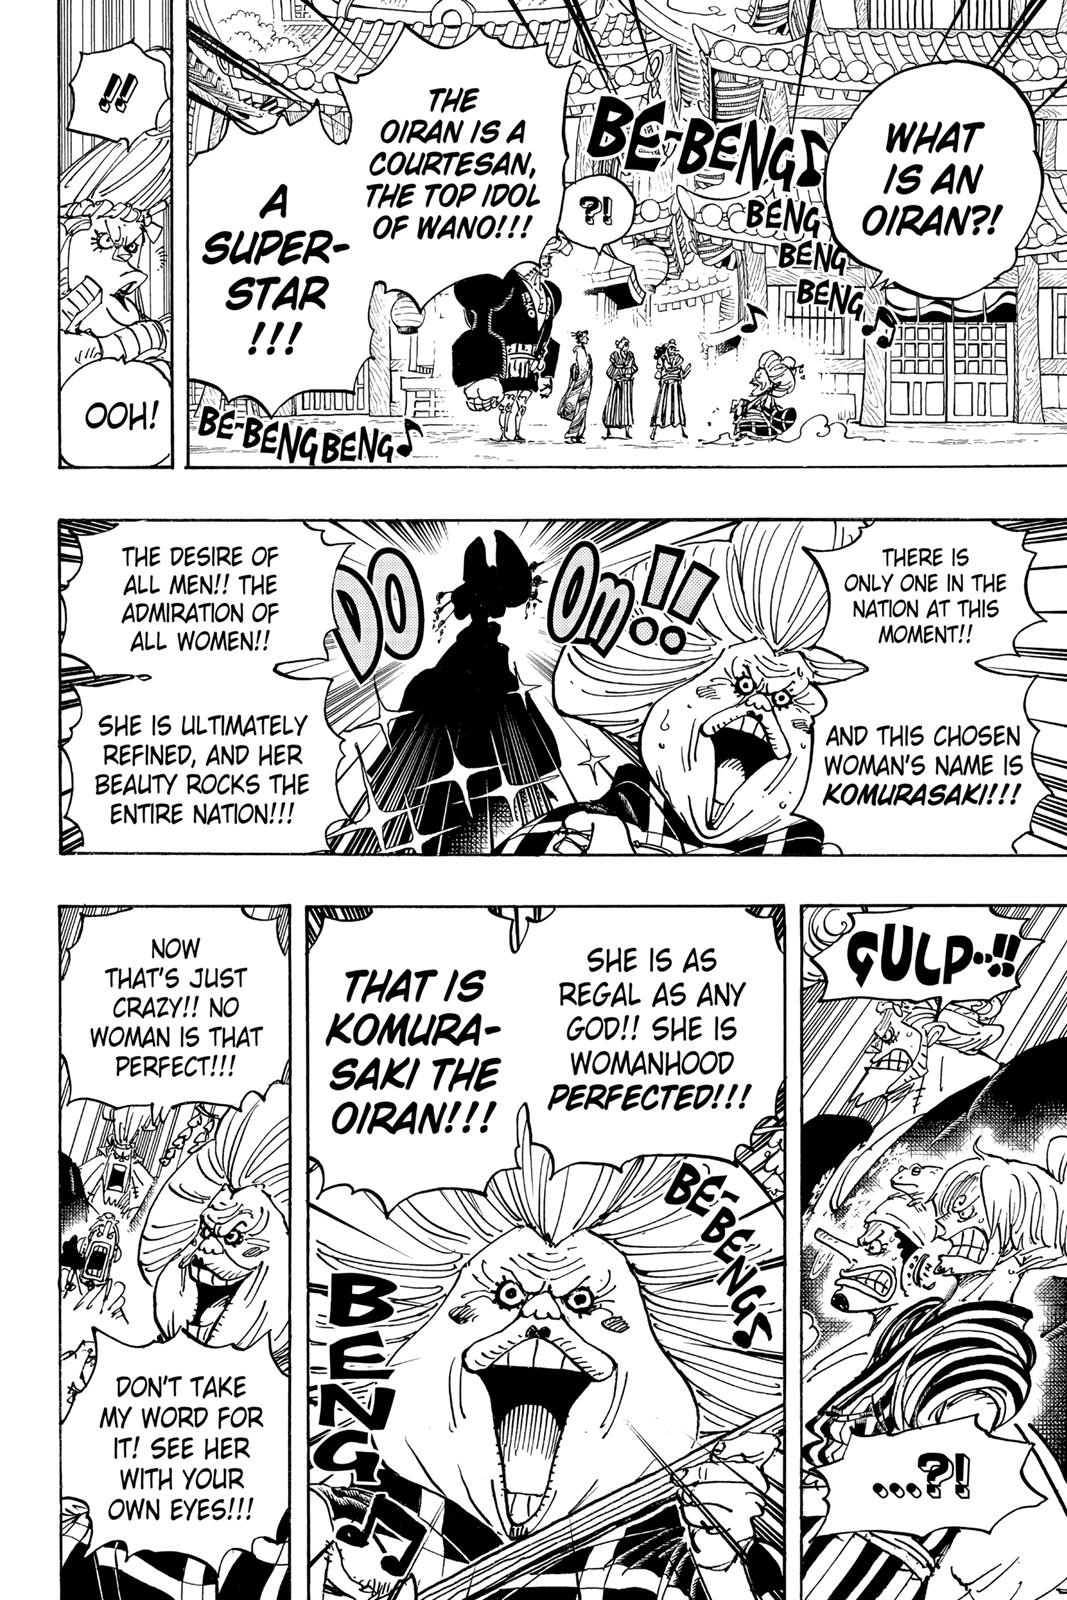 WHAT
IS AN
OIRAN?!
BE-BENG♪
BENG
BENG
BENG♫
?!
THE
OIRAN IS A
COURTESAN,
THE TOP IDOL
OF WANO!!!
A
SUPER-
STAR
!!!
BE-BENGBENG♪
!!
OOH!
THERE IS
ONLY ONE IN THE
NATION AT THIS
MOMENT!!
AND THIS CHOSEN
WOMAN'S NAME IS
KOMURASAKI!!!
DOOM!!
THE DESIRE OF
ALL MEN!! THE
ADMIRATION OF
ALL WOMEN!!
SHE IS ULTIMATELY
REFINED, AND HER
BEAUTY ROCKS THE
ENTIRE NATION!!!
GULP..!!
...?!
SHE IS AS
REGAL AS ANY
GOD!! SHE IS
WOMANHOOD
PERFECTED!!!
THAT IS
KOMURA-
SAKI THE
OIRAN!!!
BE-BENG♪
BENG♫
NOW
THAT'S JUST
CRAZY!! NO
WOMAN IS THAT
PERFECT!!!
DON'T TAKE
MY WORD FOR
IT! SEE HER
WITH YOUR
OWN EYES!!!